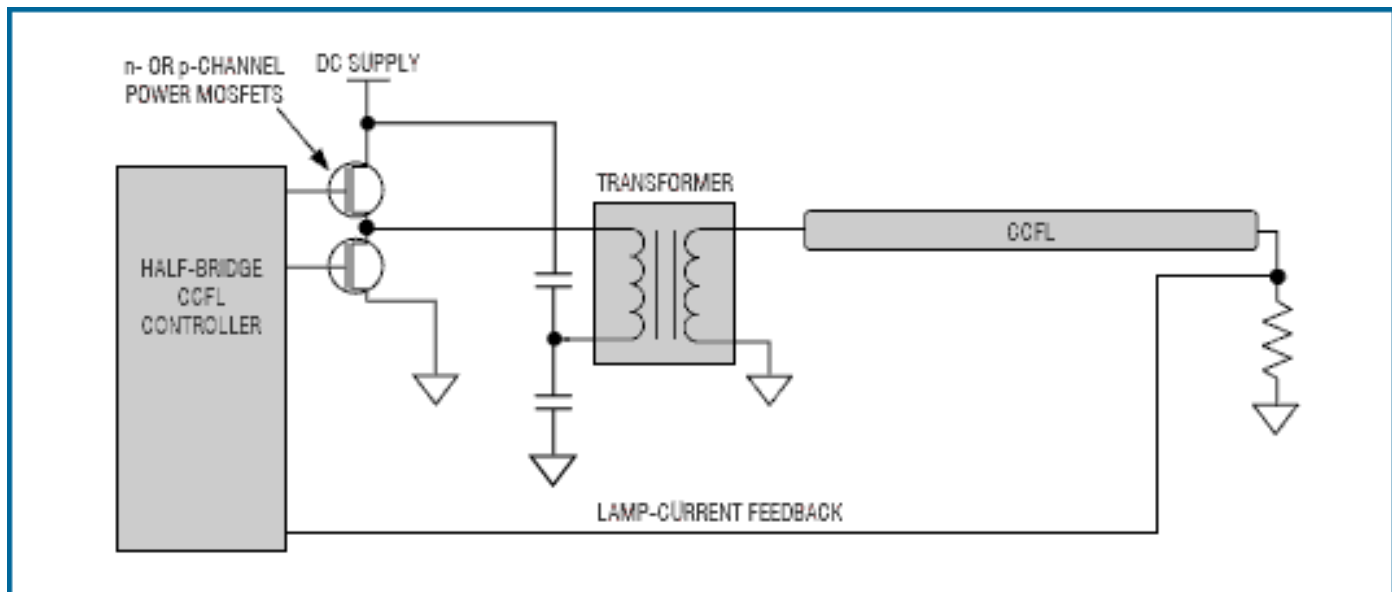 n- OR p-CHANNEL
POWER MOSFETS
DC SUPPLY
TRANSFORMER
CCFL
HALF-BRIDGE
CCFL
CONTROLLER
LAMP-CURRENT FEEDBACK